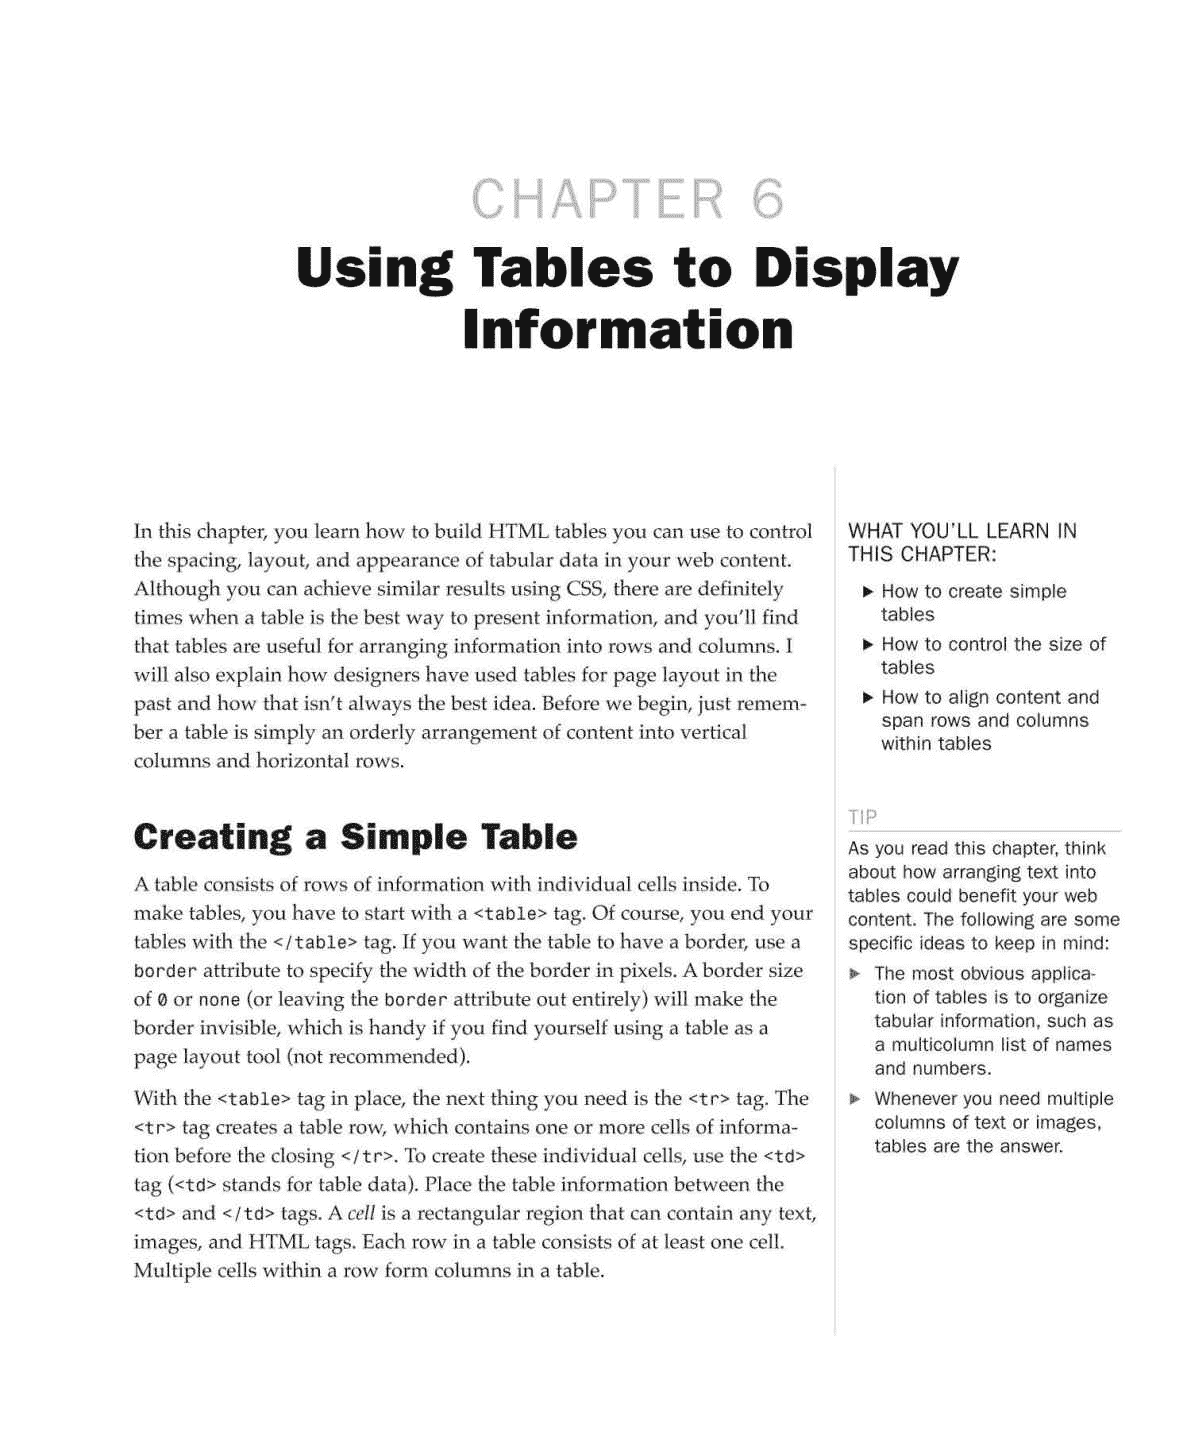 CHAPTER 6
Using Tables to Display
Information
In this chapter, you learn how to build HTML tables you can use to control
the spacing, layout, and appearance of tabular data in your web content.
Although you can achieve similar results using CSS, there are definitely
times when a table is the best way to present information, and you'll find
that tables are useful for arranging information into rows and columns. I
will also explain how designers have used tables for page layout in the
past and how that isn't always the best idea. Before we begin, just remem-
ber a table is simply an orderly arrangement of content into vertical
columns and horizontal rows.
Creating a Simple Table
A table consists of rows of information with individual cells inside. To
make tables, you have to start with a <table> tag. Of course, you end your
tables with the </table> tag. If you want the table to have a border, use a
border attribute to specify the width of the border in pixels. A border size
of 0 or none (or leaving the border attribute out entirely) will make the
border invisible, which is handy if you find yourself using a table as a
page layout tool (not recommended).
With the <table> tag in place, the next thing you need is the <tr> tag. The
<tr> tag creates a table row, which contains one or more cells of informa-
tion before the closing </tr>. To create these individual cells, use the <td>
tag (<td> stands for table data). Place the table information between the
<td> and </td> tags. A cell is a rectangular region that can contain any text,
images, and HTML tags. Each row in a table consists of at least one cell.
Multiple cells within a row form columns in a table.
WHAT YOU'LL LEARN IN
THIS CHAPTER:
▶ How to create simple
tables
▶ How to control the size of
tables
▶ How to align content and
span rows and columns
within tables
TIP
As you read this chapter, think
about how arranging text into
tables could benefit your web
content. The following are some
specific ideas to keep in mind:
▶ The most obvious applica-
tion of tables is to organize
tabular information, such as
a multicolumn list of names
and numbers.
▶ Whenever you need multiple
columns of text or images,
tables are the answer.